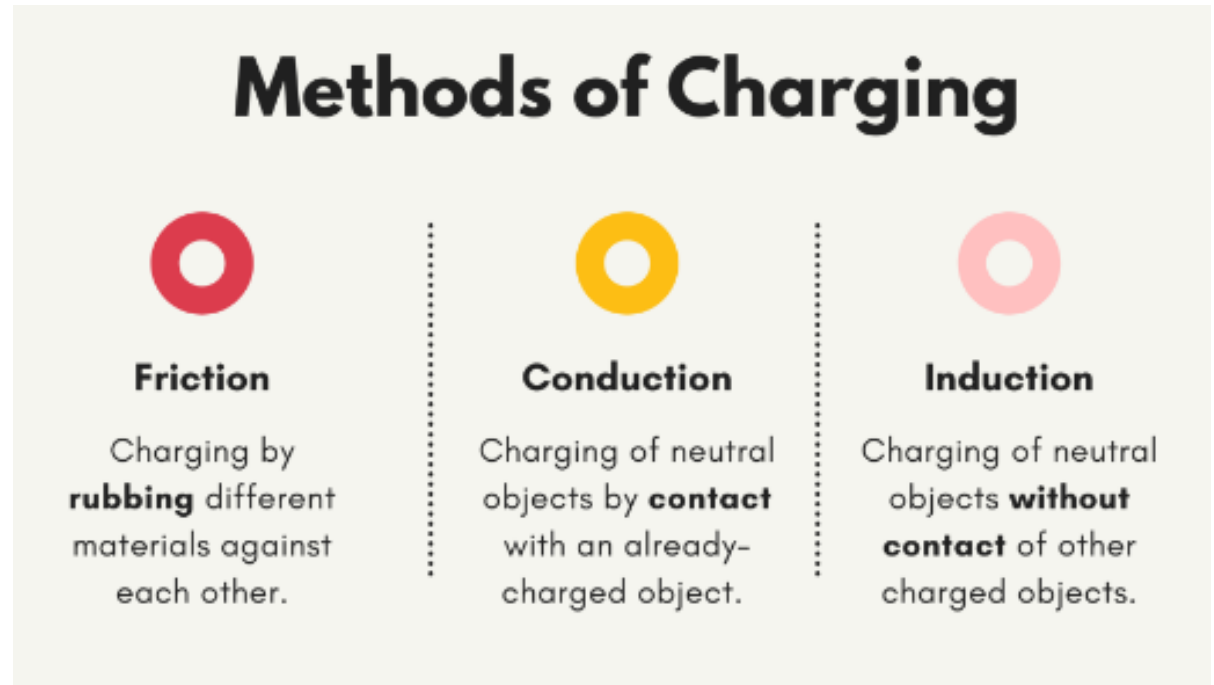 Methods of Charging
Friction
Charging by
rubbing different
materials against
each other.
Conduction
Charging of neutral
objects by contact
with an already-
charged object.
Induction
Charging of neutral
objects without
contact of other
charged objects.